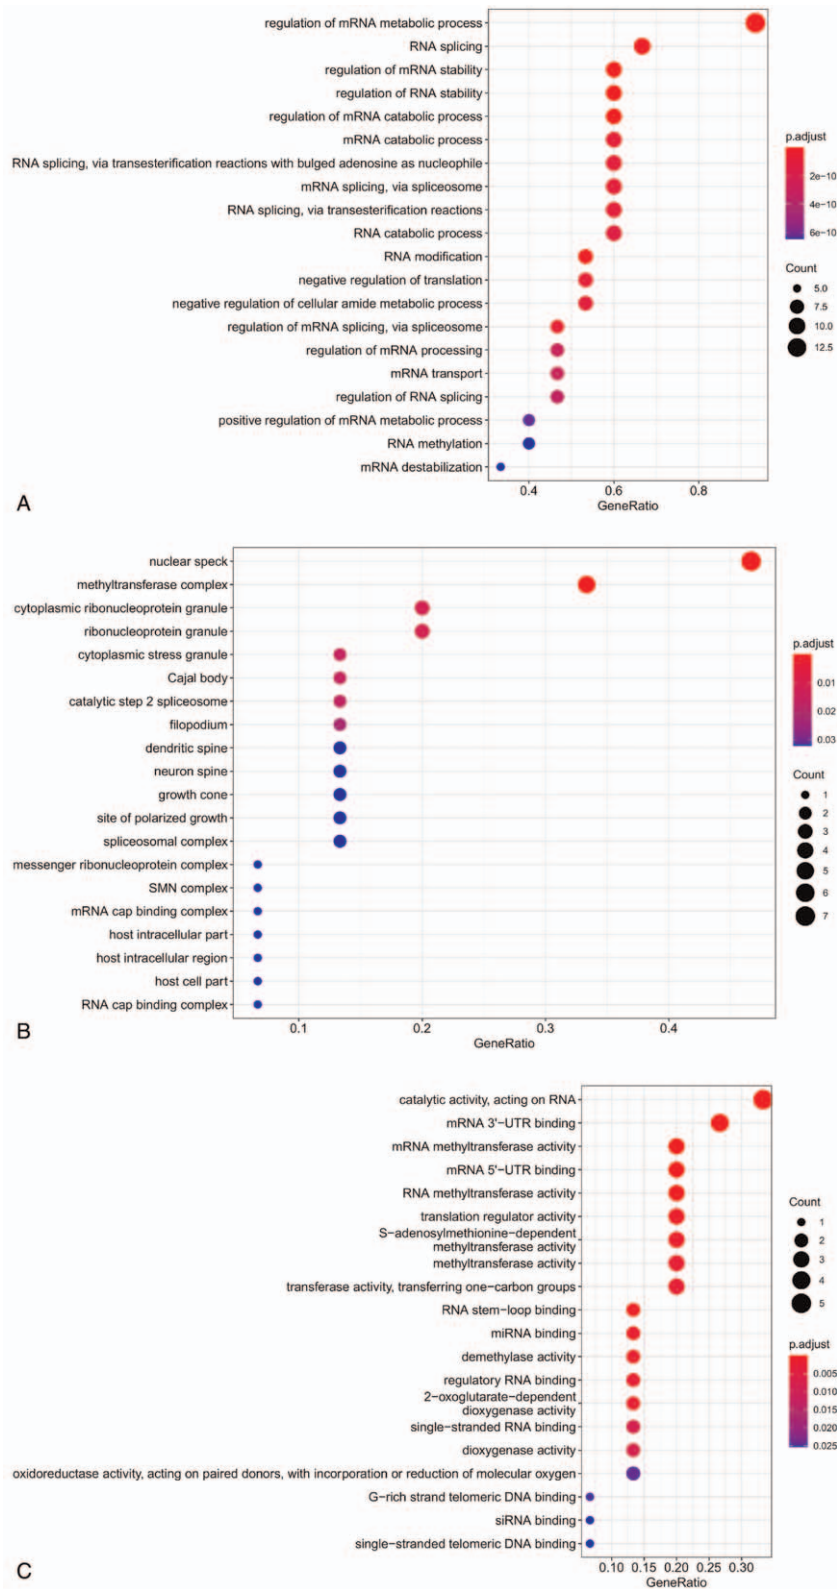 regulation of mRNA metabolic process
RNA splicing
regulation of mRNA stability
regulation of RNA stability
regulation of mRNA catabolic process
mRNA catabolic process
RNA splicing, via transesterification reactions with bulged adenosine as nucleophile
mRNA splicing, via spliceosome
RNA splicing, via transesterification reactions
RNA catabolic process
RNA modification
negative regulation of translation
negative regulation of cellular amide metabolic process
regulation of mRNA splicing, via spliceosome
regulation of mRNA processing
mRNA transport
regulation of RNA splicing
positive regulation of mRNA metabolic process
RNA methylation
mRNA destabilization
0.4 0.6 0.8
GeneRatio
p.adjust
2e−10
4e−10
6e−10
Count
5.0
7.5
10.0
12.5
A
nuclear speck
methyltransferase complex
cytoplasmic ribonucleoprotein granule
ribonucleoprotein granule
cytoplasmic stress granule
Cajal body
catalytic step 2 spliceosome
filopodium
dendritic spine
neuron spine
growth cone
site of polarized growth
spliceosomal complex
messenger ribonucleoprotein complex
SMN complex
mRNA cap binding complex
host intracellular part
host intracellular region
host cell part
RNA cap binding complex
0.1 0.2 0.3 0.4
GeneRatio
p.adjust
0.01
0.02
0.03
Count
1
2
3
4
5
6
7
B
catalytic activity, acting on RNA
mRNA 3'−UTR binding
mRNA methyltransferase activity
mRNA 5'−UTR binding
RNA methyltransferase activity
translation regulator activity
S−adenosylmethionine−dependent
methyltransferase activity
methyltransferase activity
transferase activity, transferring one−carbon groups
RNA stem−loop binding
miRNA binding
demethylase activity
regulatory RNA binding
2−oxoglutarate−dependent
dioxygenase activity
single−stranded RNA binding
dioxygenase activity
oxidoreductase activity, acting on paired donors, with incorporation or reduction of molecular oxygen
G−rich strand telomeric DNA binding
siRNA binding
single−stranded telomeric DNA binding
0.10 0.15 0.20 0.25 0.30
GeneRatio
Count
1
2
3
4
5
p.adjust
0.005
0.010
0.015
0.020
0.025
C